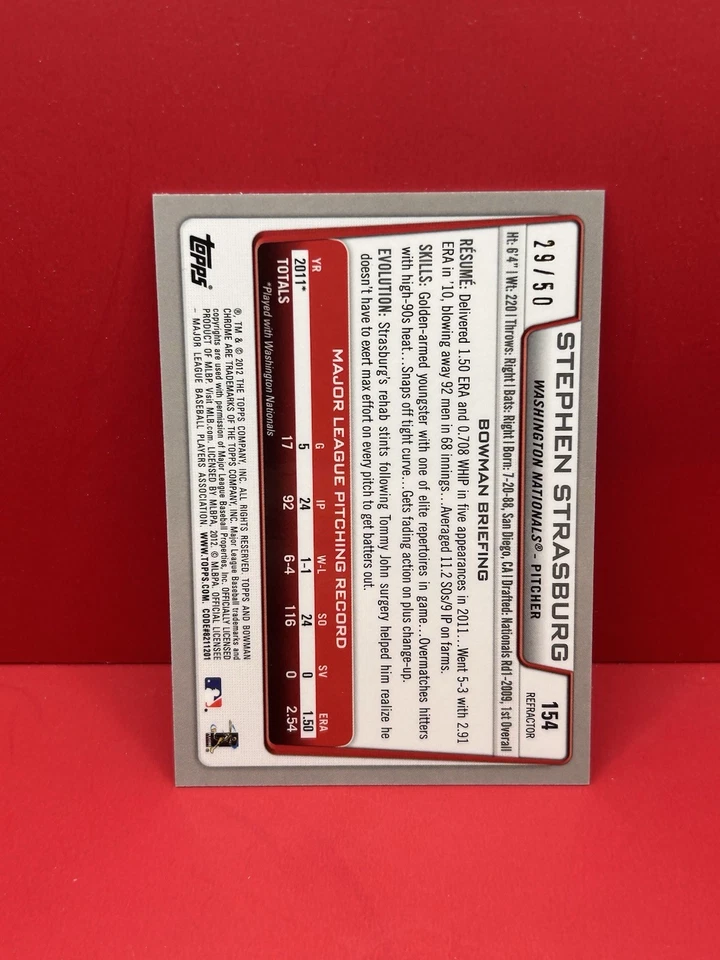 29/50
STEPHEN STRASBURG
154
WASHINGTON NATIONALS® - PITCHER
REFRACTOR
Ht: 6'4" | Wt: 220 | Throws: Right | Bats: Right | Born: 7-20-88, San Diego, CA | Drafted: Nationals Rd1-2009, 1st Overall
BOWMAN BRIEFING
RÉSUMÉ: Delivered 1.50 ERA and 0.708 WHIP in five appearances in 2011...Went 5-3 with 2.91
ERA in '10, blowing away 92 men in 68 innings...Averaged 11.2 SOs/9 IP on farms.
SKILLS: Golden-armed youngster with one of elite repertoires in game...Overmatches hitters
with high-90s heat...Snaps off tight curve...Gets fading action on plus change-up.
EVOLUTION: Strasburg's rehab stints following Tommy John surgery helped him realize he
doesn't have to exert max effort on every pitch to get batters out.
MAJOR LEAGUE PITCHING RECORD
YR G IP W-L SO SV ERA
2011* 5 24 1-1 24 0 1.50
TOTALS 17 92 6-4 116 0 2.54
*Played with Washington Nationals
topps
®, TM & © 2012 THE TOPPS COMPANY, INC. ALL RIGHTS RESERVED. TOPPS AND BOWMAN
CHROME ARE TRADEMARKS OF THE TOPPS COMPANY, INC. Major League Baseball trademarks and
copyrights are used with permission of Major League Baseball Properties, Inc. OFFICIALLY LICENSED
PRODUCT OF MLBP. Visit MLB.com. LICENSED BY MLBPA, 2012. © MLBPA. OFFICIAL LICENSEE
– MAJOR LEAGUE BASEBALL PLAYERS ASSOCIATION. WWW.TOPPS.COM. CODE#8211201